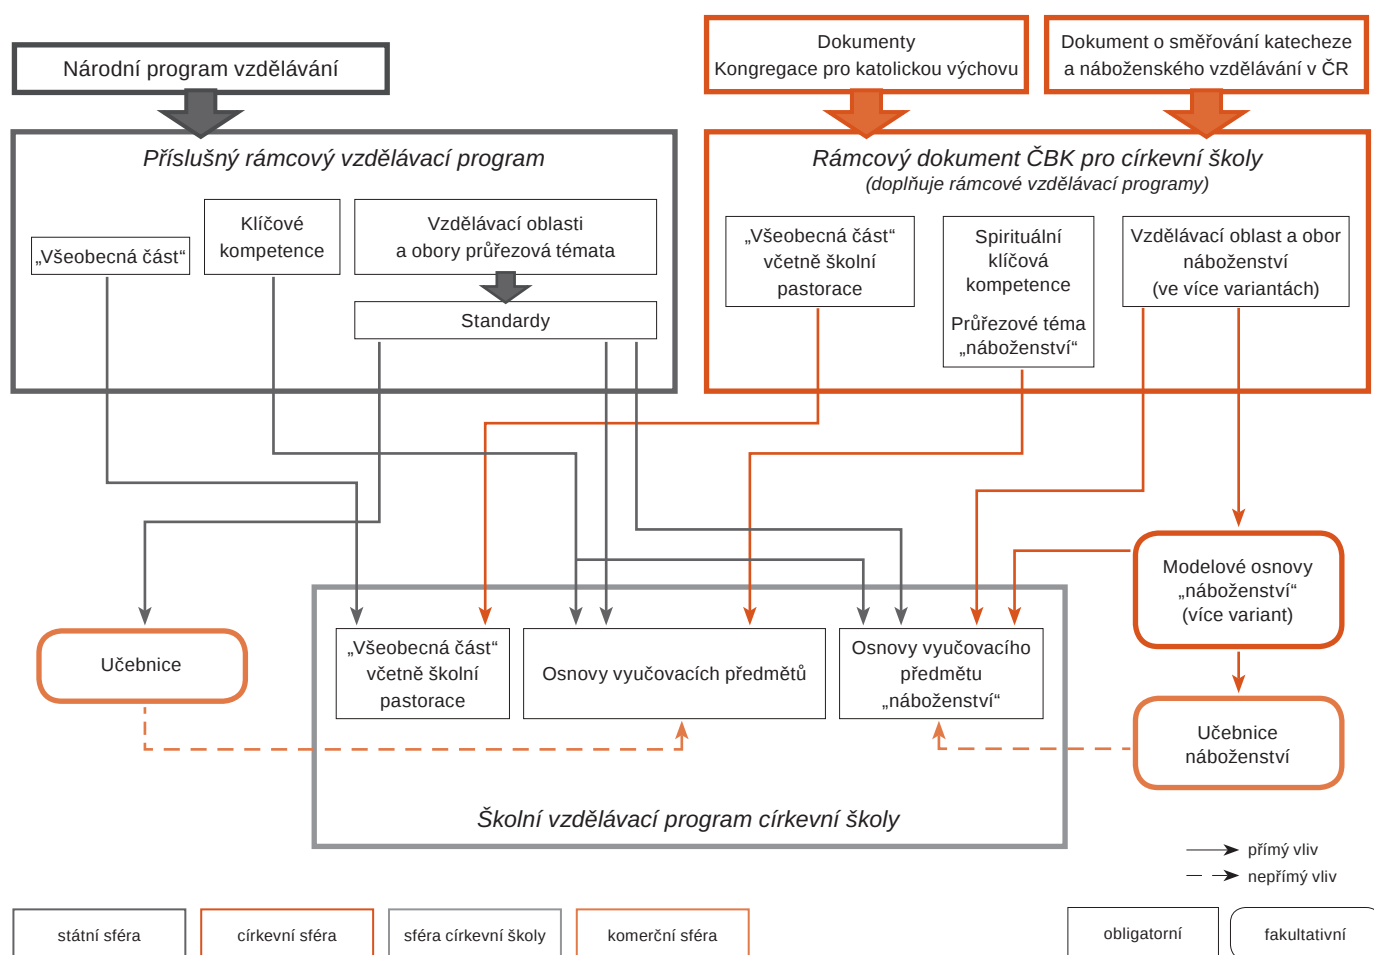 Národní program vzdělávání
Dokumenty
Kongregace pro katolickou výchovu
Dokument o směřování katecheze
a náboženského vzdělávání v ČR
Příslušný rámcový vzdělávací program
„Všeobecná část“
Klíčové
kompetence
Vzdělávací oblasti
a obory průřezová témata
Standardy
Rámcový dokument ČBK pro církevní školy
(doplňuje rámcové vzdělávací programy)
„Všeobecná část“
včetně školní
pastorace
Spirituální
klíčová
kompetence
Průřezové téma
„náboženství“
Vzdělávací oblast a obor
náboženství
(ve více variantách)
Modelové osnovy
„náboženství“
(více variant)
Učebnice
„Všeobecná část“
včetně školní
pastorace
Osnovy vyučovacích předmětů
Osnovy vyučovacího
předmětu
„náboženství“
Učebnice
náboženství
Školní vzdělávací program církevní školy
přímý vliv
nepřímý vliv
státní sféra
církevní sféra
sféra církevní školy
komerční sféra
obligatorní
fakultativní